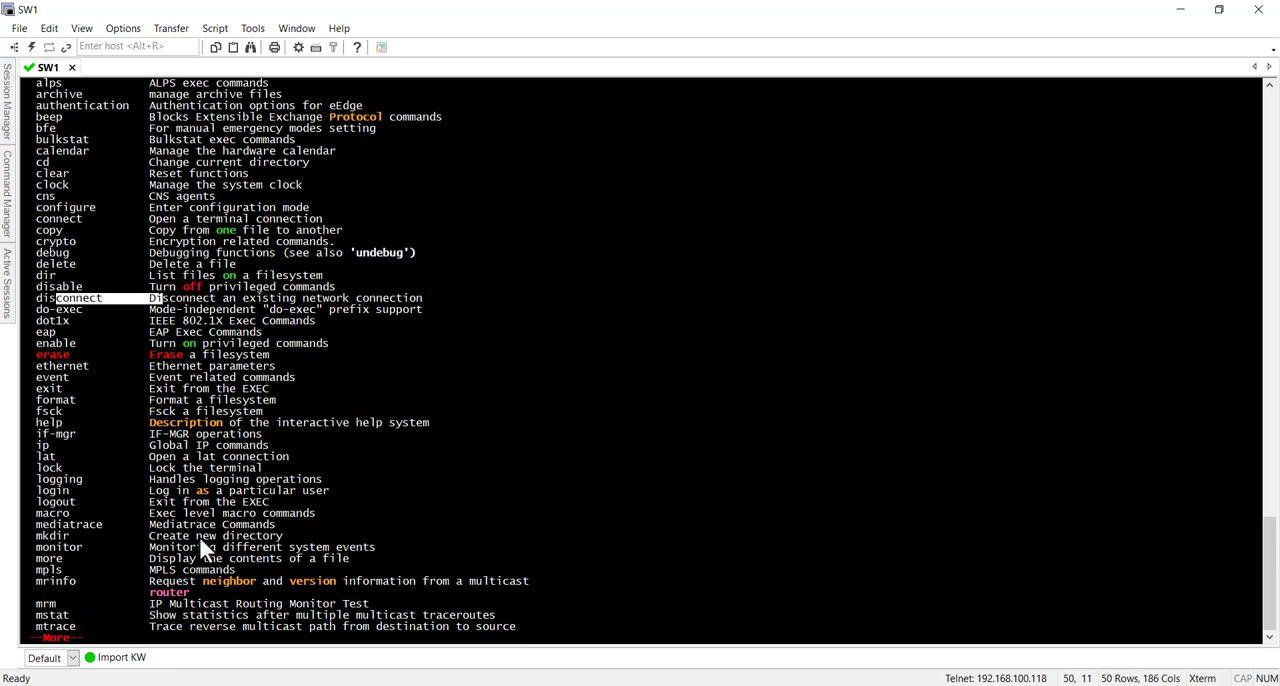 SW1
File Edit View Options Transfer Script Tools Window Help
Enter host <Alt+R>
SW1
Session Manager
Command Manager
Active Sessions
alps ALPS exec commands
archive manage archive files
authentication Authentication options for eEdge
beep Blocks Extensible Exchange Protocol commands
bfe For manual emergency modes setting
bulkstat Bulkstat exec commands
calendar Manage the hardware calendar
cd Change current directory
clear Reset functions
clock Manage the system clock
cns CNS agents
configure Enter configuration mode
connect Open a terminal connection
copy Copy from one file to another
crypto Encryption related commands.
debug Debugging functions (see also 'undebug')
delete Delete a file
dir List files on a filesystem
disable Turn off privileged commands
disconnect Disconnect an existing network connection
do-exec Mode-independent "do-exec" prefix support
dot1x IEEE 802.1X Exec Commands
eap EAP Exec Commands
enable Turn on privileged commands
erase Erase a filesystem
ethernet Ethernet parameters
event Event related commands
exit Exit from the EXEC
format Format a filesystem
fsck Fsck a filesystem
help Description of the interactive help system
if-mgr IF-MGR operations
ip Global IP commands
lat Open a lat connection
lock Lock the terminal
logging Handles logging operations
login Log in as a particular user
logout Exit from the EXEC
macro Exec level macro commands
mediatrace Mediatrace Commands
mkdir Create new directory
monitor Monitoring different system events
more Display the contents of a file
mpls MPLS commands
mrinfo Request neighbor and version information from a multicast
router
mrm IP Multicast Routing Monitor Test
mstat Show statistics after multiple multicast traceroutes
mtrace Trace reverse multicast path from destination to source
--More--
Default Import KW
Ready Telnet: 192.168.100.118 50, 11 50 Rows, 186 Cols Xterm CAP NUM